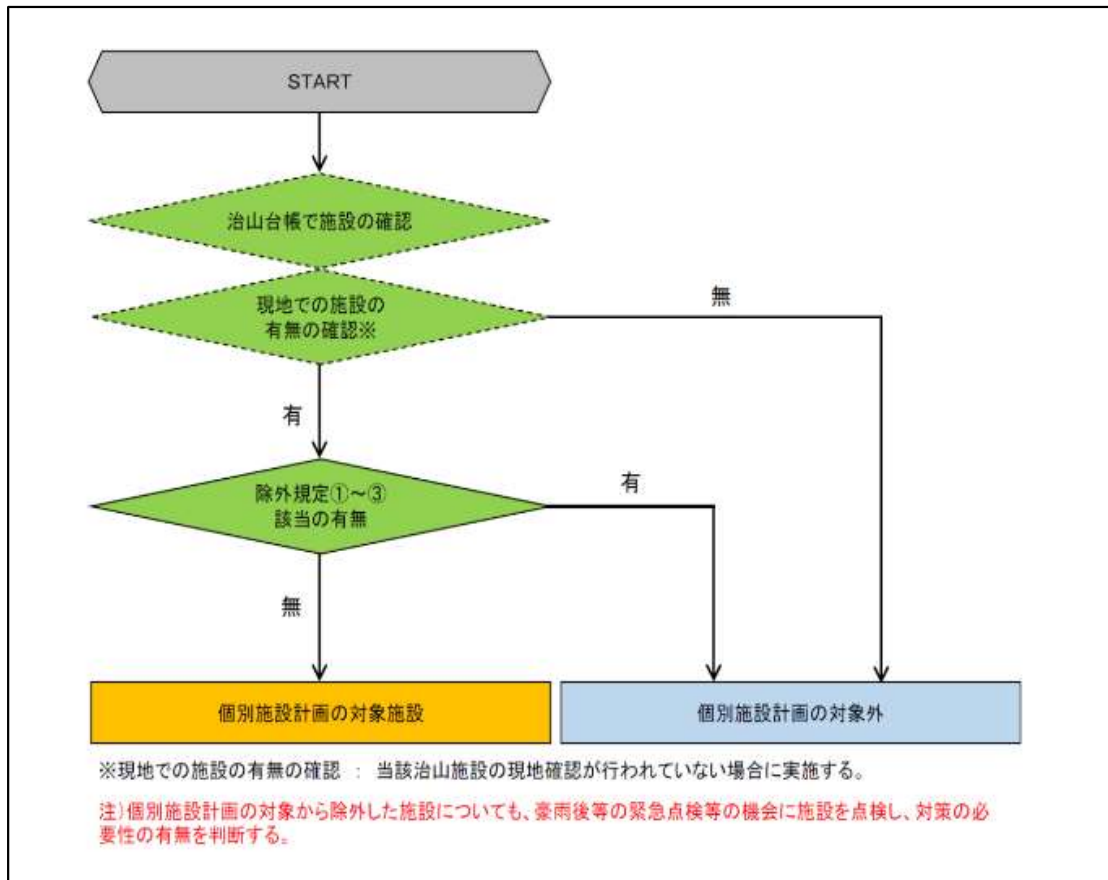 START
治山台帳で施設の確認
現地での施設の
有無の確認※
無
有
除外規定①～③
該当の有無
有
無
個別施設計画の対象施設
個別施設計画の対象外
※現地での施設の有無の確認 ： 当該治山施設の現地確認が行われていない場合に実施する。
注）個別施設計画の対象から除外した施設についても、豪雨後等の緊急点検等の機会に施設を点検し、対策の必
要性の有無を判断する。